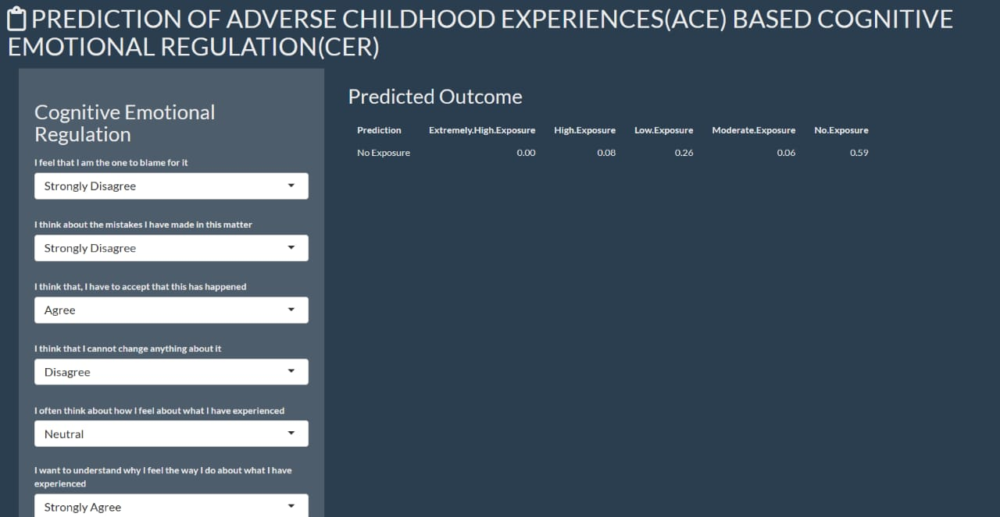 PREDICTION OF ADVERSE CHILDHOOD EXPERIENCES(ACE) BASED COGNITIVE
EMOTIONAL REGULATION(CER)
Cognitive Emotional
Regulation
I feel that I am the one to blame for it
Strongly Disagree
I think about the mistakes I have made in this matter
Strongly Disagree
I think that, I have to accept that this has happened
Agree
I think that I cannot change anything about it
Disagree
I often think about how I feel about what I have experienced
Neutral
I want to understand why I feel the way I do about what I have
experienced
Strongly Agree
Predicted Outcome
Prediction Extremely.High.Exposure High.Exposure Low.Exposure Moderate.Exposure No.Exposure
No Exposure 0.00 0.08 0.26 0.06 0.59